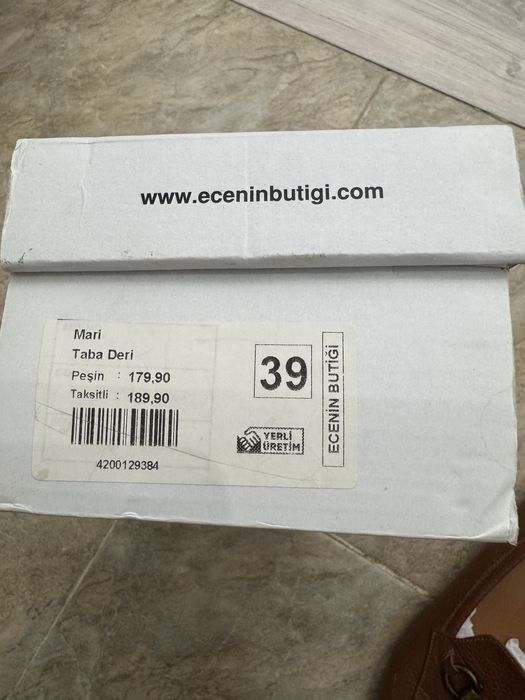 www.eceninbutigi.com
Mari
Taba Deri
Peşin : 179,90
Taksitli : 189,90
4200129384
39
YERLİ
ÜRETİM
ECENİN BUTİĞİ